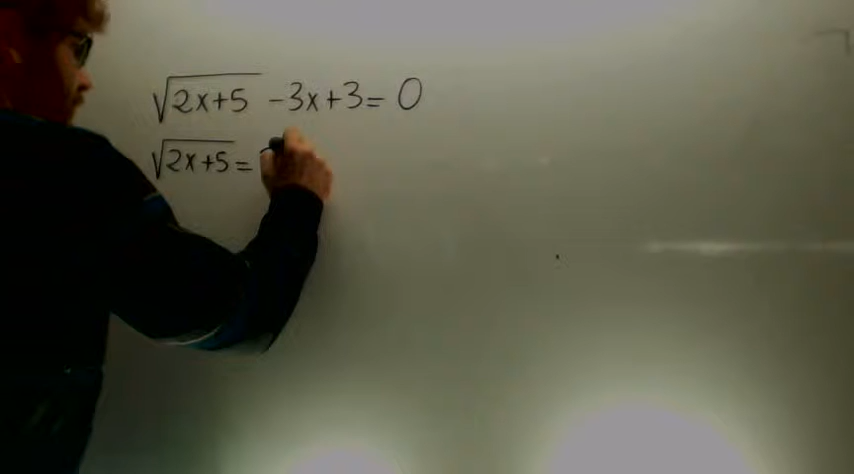 √(2x+5) -3x+3= 0
√(2x+5) =